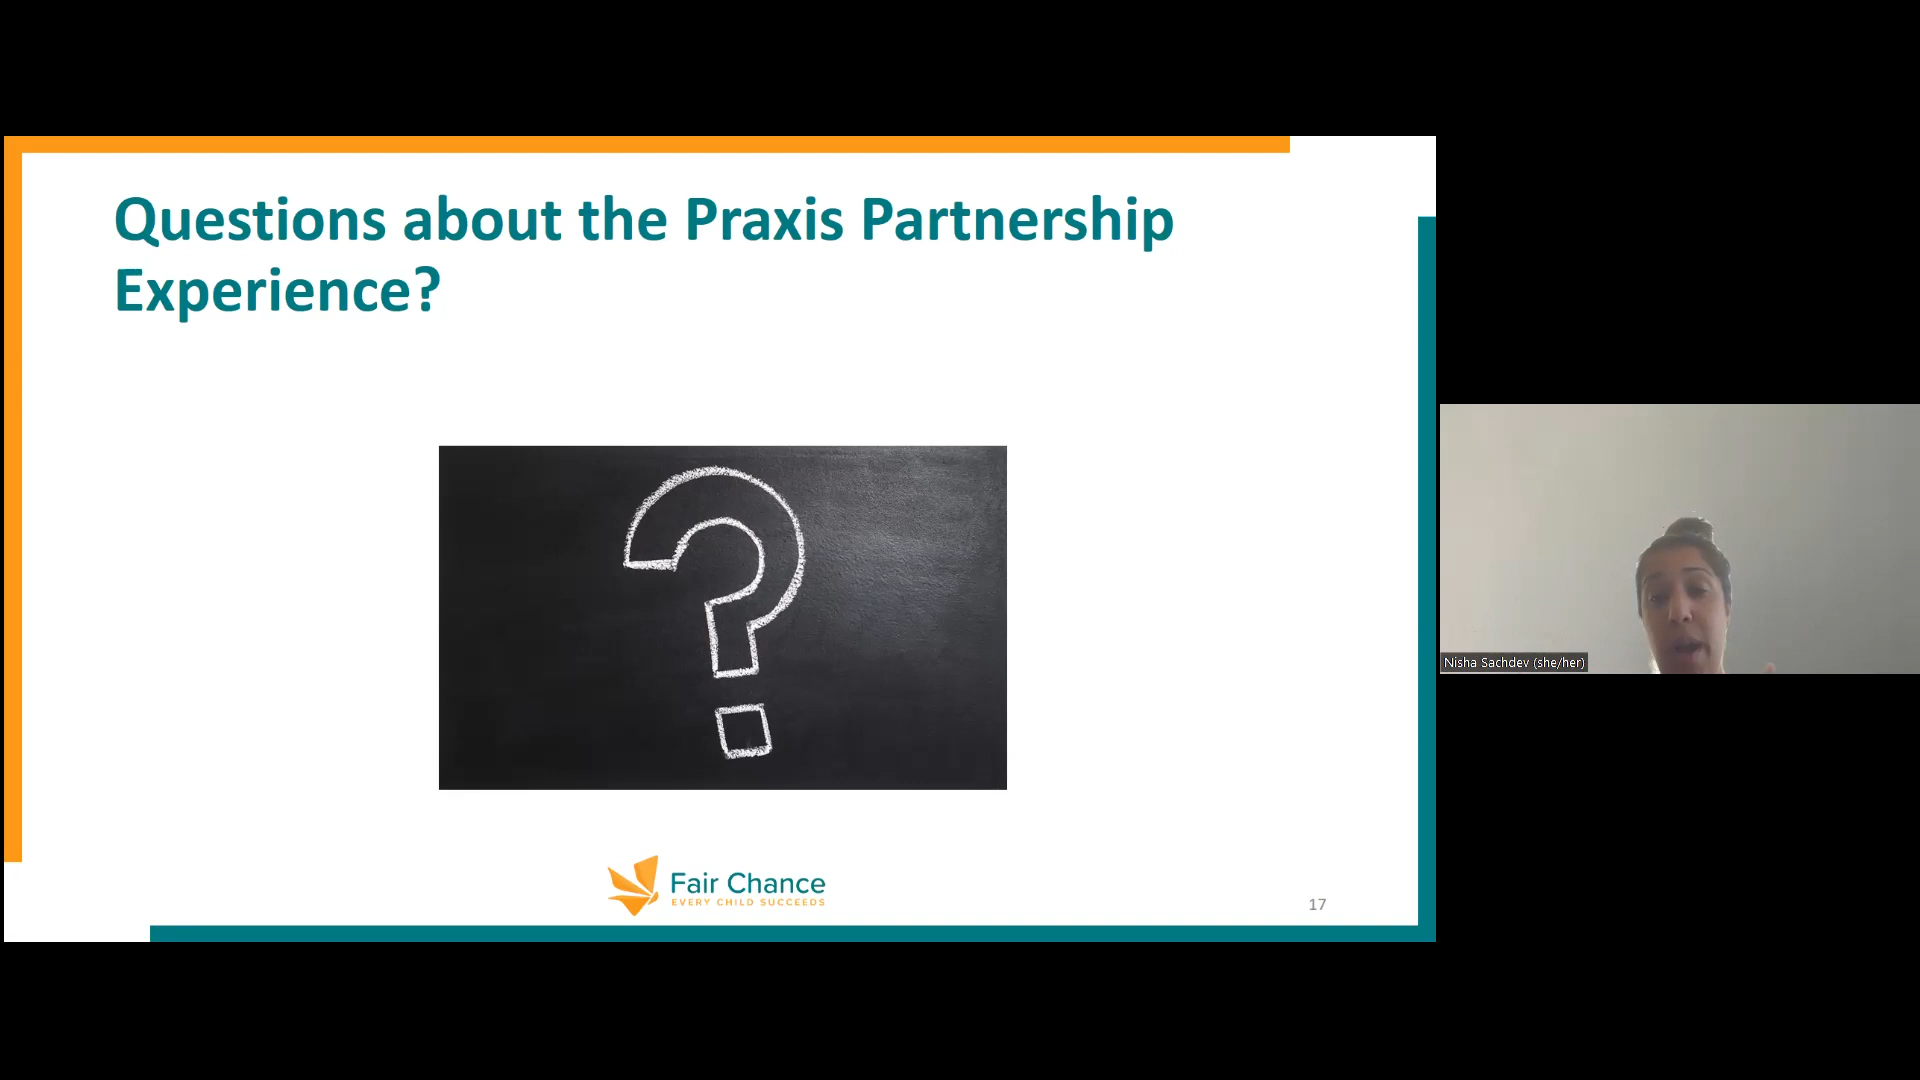 Questions about the Praxis Partnership
Experience?
Fair Chance
EVERY CHILD SUCCEEDS
17
Nisha Sachdev (she/her)